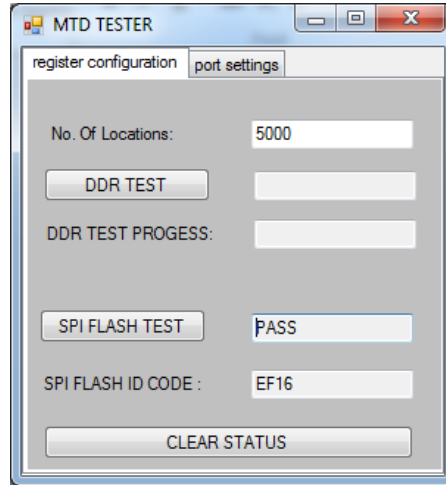 MTD TESTER
register configuration port settings
No. Of Locations: 5000
DDR TEST
DDR TEST PROGESS:
SPI FLASH TEST PASS
SPI FLASH ID CODE : EF16
CLEAR STATUS